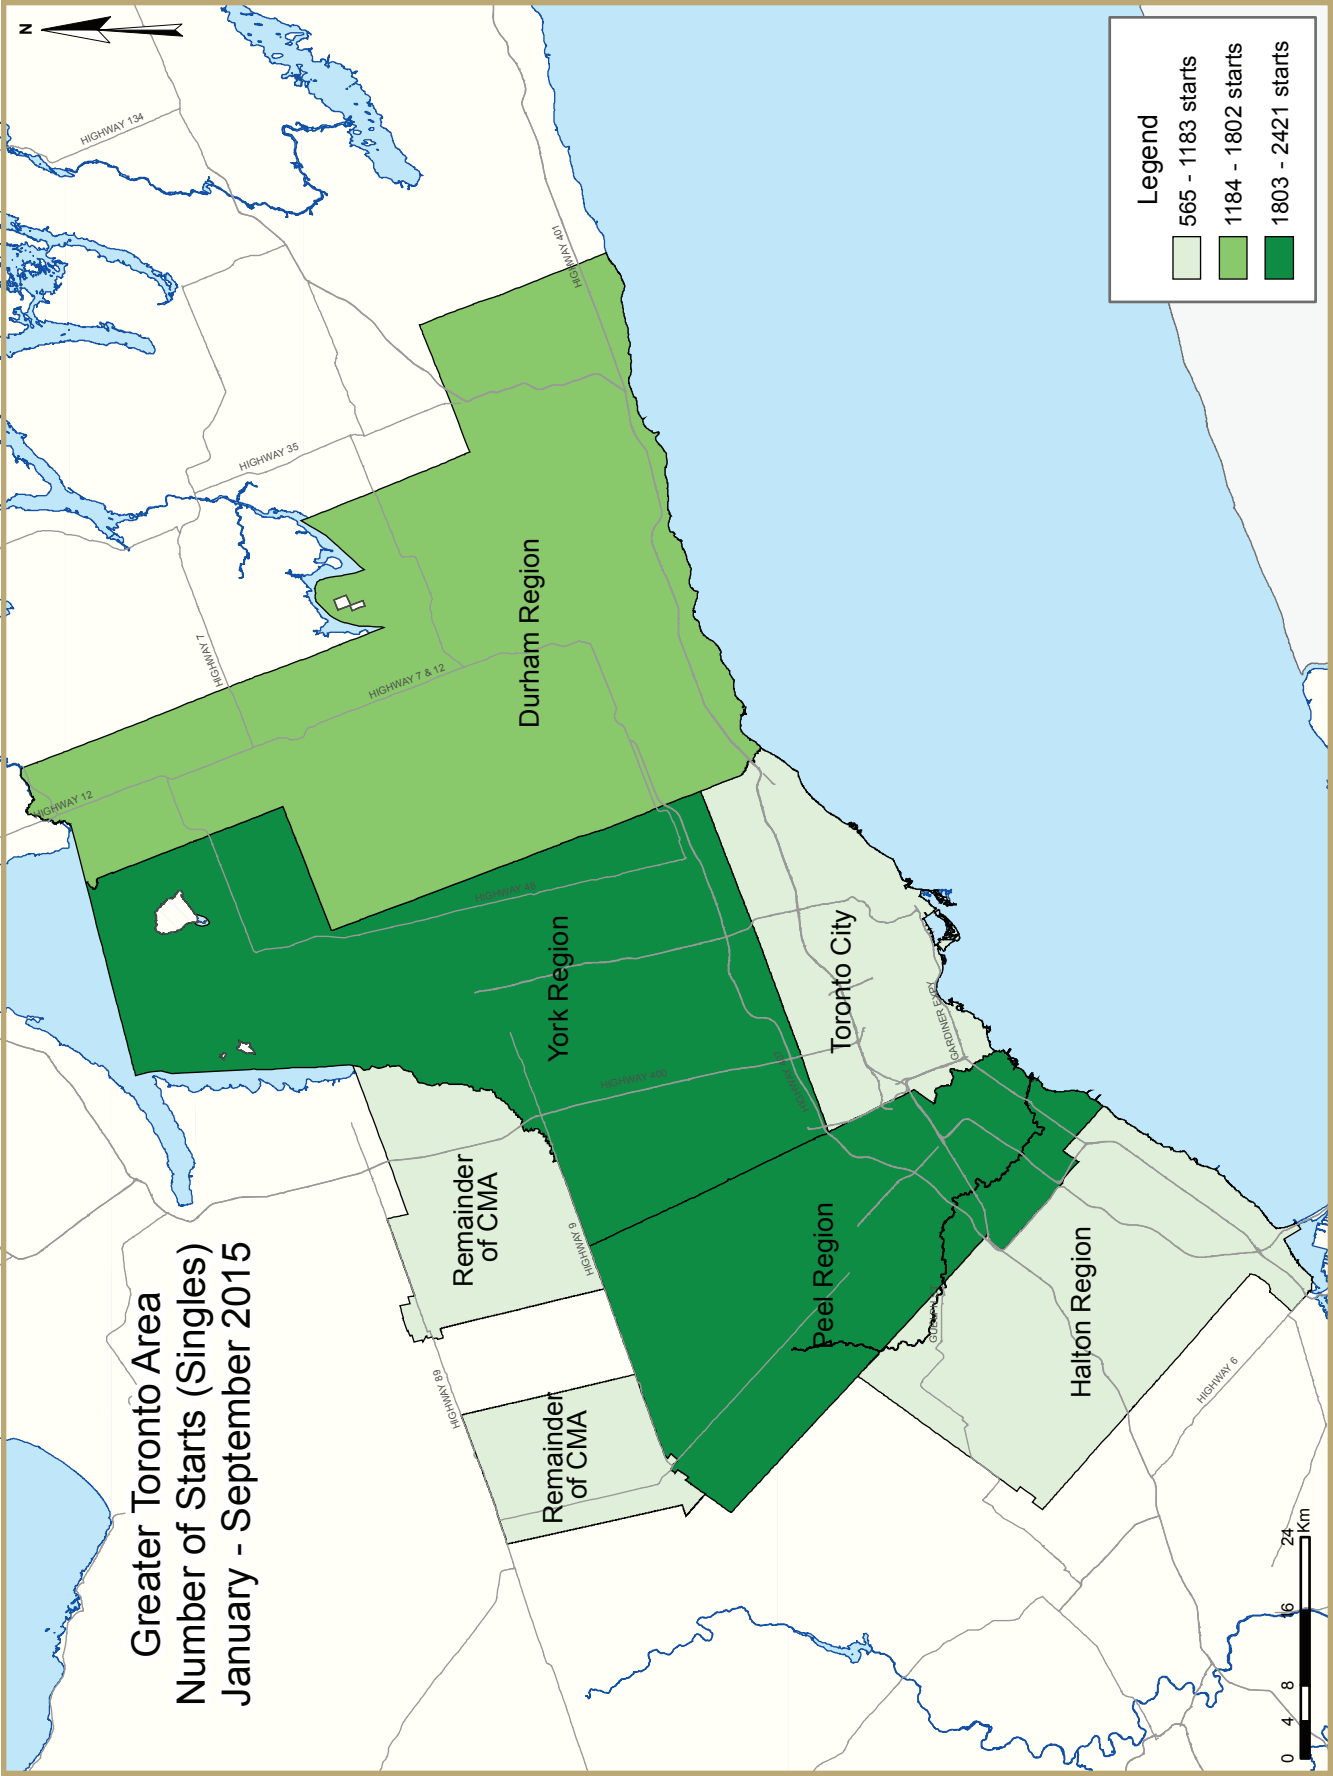 Greater Toronto Area
Number of Starts (Singles)
January - September 2015
N
HIGHWAY 134
HIGHWAY 401
HIGHWAY 35
HIGHWAY 7
HIGHWAY 7 & 12
HIGHWAY 12
Durham Region
HIGHWAY 48
York Region
Toronto City
GARDINER EXPY
HIGHWAY 400
HIGHWAY
Remainder
of CMA
HIGHWAY 9
Peel Region
HIGHWAY 89
Remainder
of CMA
Halton Region
HIGHWAY 6
Legend
565 - 1183 starts
1184 - 1802 starts
1803 - 2421 starts
0 4 8 16 24
Km